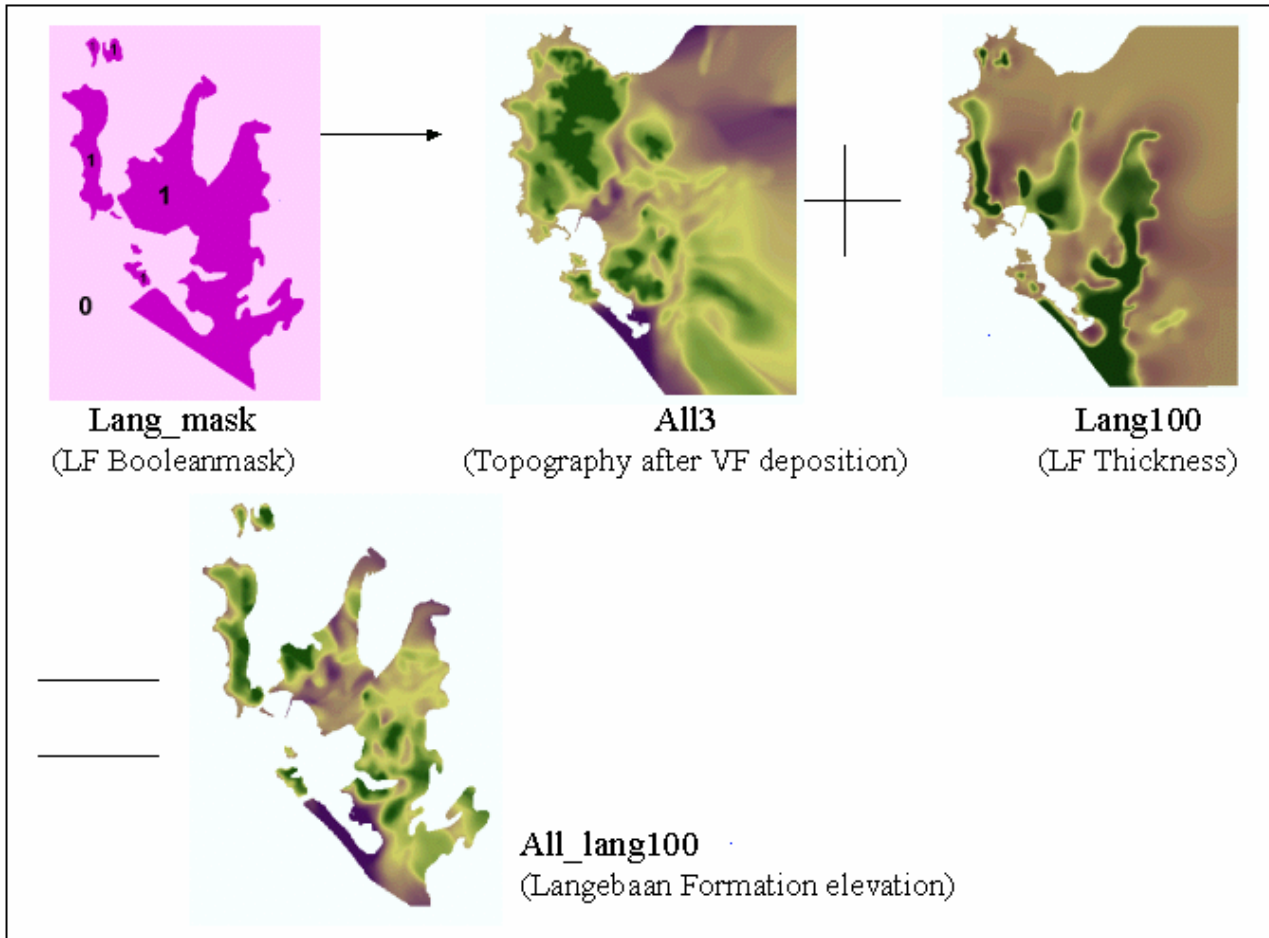 1
1
1
1
0
Lang_mask
(LF Booleanmask)
All3
(Topography after VF deposition)
Lang100
(LF Thickness)
All_lang100
(Langebaan Formation elevation)